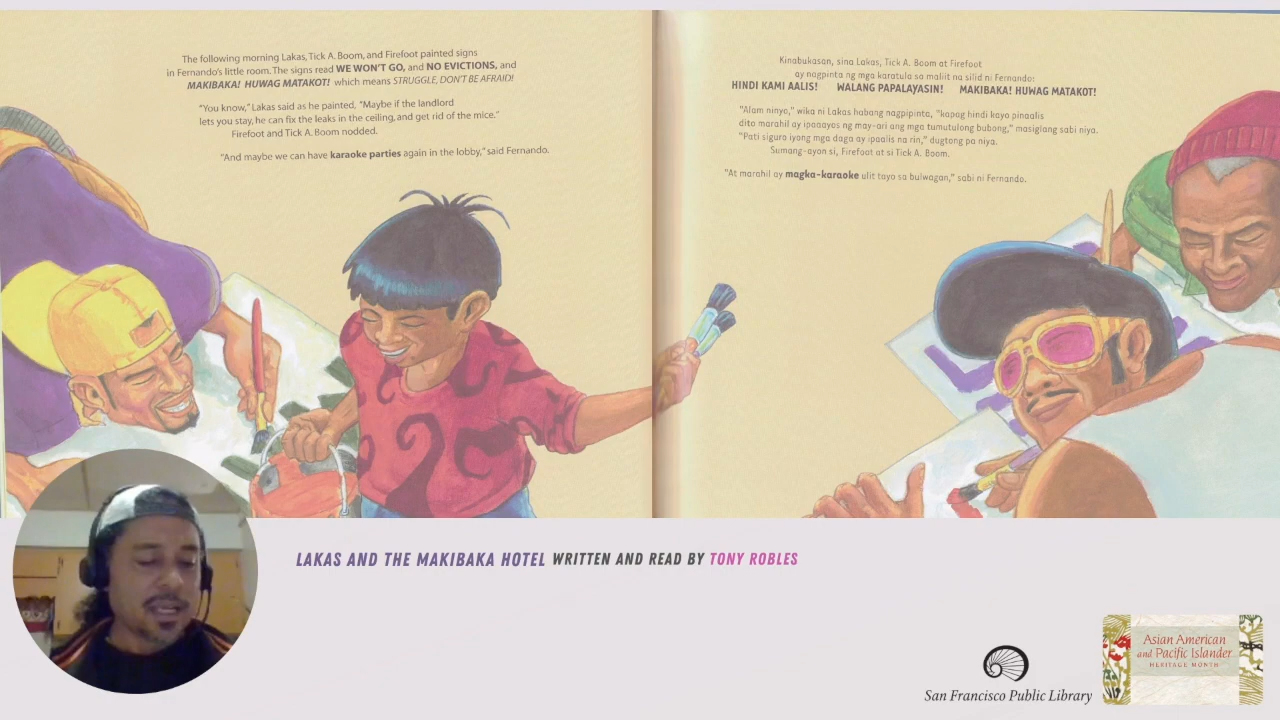 The following morning Lakas, Tick A. Boom, and Firefoot painted signs
in Fernando's little room. The signs read WE WON'T GO, and NO EVICTIONS, and
MAKIBAKA! HUWAG MATAKOT! which means STRUGGLE, DON'T BE AFRAID!
"You know," Lakas said as he painted, "Maybe if the landlord
lets you stay, he can fix the leaks in the ceiling, and get rid of the mice."
Firefoot and Tick A. Boom nodded.
"And maybe we can have karaoke parties again in the lobby," said Fernando.
Kinabukasan, sina Lakas, Tick A. Boom at Firefoot
ay nagpinta ng mga karatula sa maliit na silid ni Fernando:
HINDI KAMI AALIS! WALANG PAPALAYASIN! MAKIBAKA! HUWAG MATAKOT!
"Alam ninyo," wika ni Lakas habang nagpipinta, "kapag hindi kayo pinaalis
dito marahil ay ipaaayos ng may-ari ang mga tumutulong bubong," masiglang sabi niya.
"Pati siguro iyong mga daga ay ipaalis na rin," dugtong pa niya.
Sumang-ayon si, Firefoot at si Tick A. Boom.
"At marahil ay magka-karaoke ulit tayo sa bulwagan," sabi ni Fernando.
LAKAS AND THE MAKIBAKA HOTEL WRITTEN AND READ BY TONY ROBLES
San Francisco Public Library
Asian American
and Pacific Islander
HERITAGE MONTH